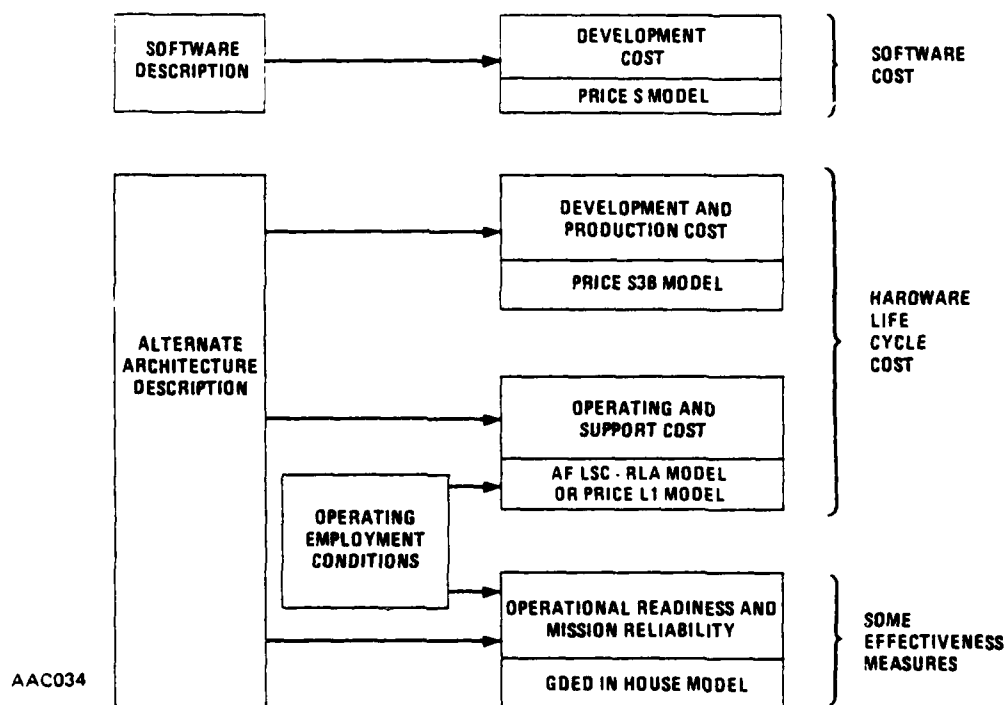 SOFTWARE
DESCRIPTION
DEVELOPMENT
COST
PRICE S MODEL
SOFTWARE
COST
ALTERNATE
ARCHITECTURE
DESCRIPTION
DEVELOPMENT AND
PRODUCTION COST
PRICE S3B MODEL
HARDWARE
LIFE
CYCLE
COST
OPERATING AND
SUPPORT COST
AF LSC - RLA MODEL
OR PRICE L1 MODEL
OPERATING
EMPLOYMENT
CONDITIONS
OPERATIONAL READINESS AND
MISSION RELIABILITY
GDED IN HOUSE MODEL
SOME
EFFECTIVENESS
MEASURES
AAC034